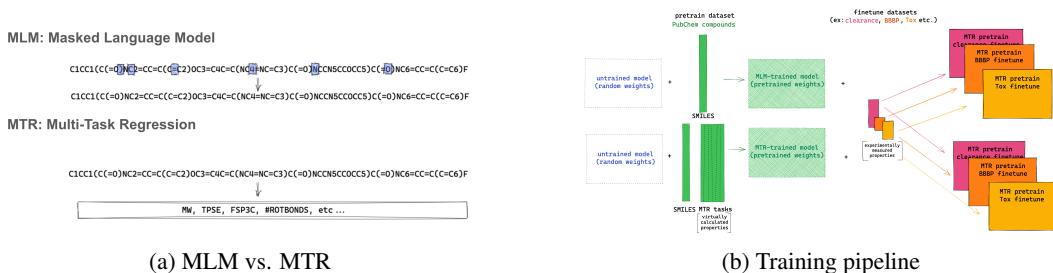 MLM: Masked Language Model
C1CC1(C(=O)NC2=CC=C(C=C2)OC3=C4C=C(NC4=NC=C3)C(=O)NCCN5CCOCC5)C(=O)NC6=CC=C(C=C6)F
C1CC1(C(=O)NC2=CC=C(C=C2)OC3=C4C=C(NC4=NC=C3)C(=O)NCCN5CCOCC5)C(=O)NC6=CC=C(C=C6)F
MTR: Multi-Task Regression
C1CC1(C(=O)NC2=CC=C(C=C2)OC3=C4C=C(NC4=NC=C3)C(=O)NCCN5CCOCC5)C(=O)NC6=CC=C(C=C6)F
MW, TPSE, FSP3C, #ROTBONDS, etc ...
(a) MLM vs. MTR
pretrain dataset
PubChem compounds
finetune datasets
(ex: clearance, BBBP, Tox etc.)
untrained model
(random weights)
+
SMILES
MLM-trained model
(pretrained weights)
+
MTR pretrain
clearance finetune
MTR pretrain
BBBP finetune
MTR pretrain
Tox finetune
untrained model
(random weights)
+
SMILES
MTR tasks
virtually
calculated
properties
MTR-trained model
(pretrained weights)
+
experimentally
measured
properties
MTR pretrain
clearance finetune
MTR pretrain
BBBP finetune
MTR pretrain
Tox finetune
(b) Training pipeline